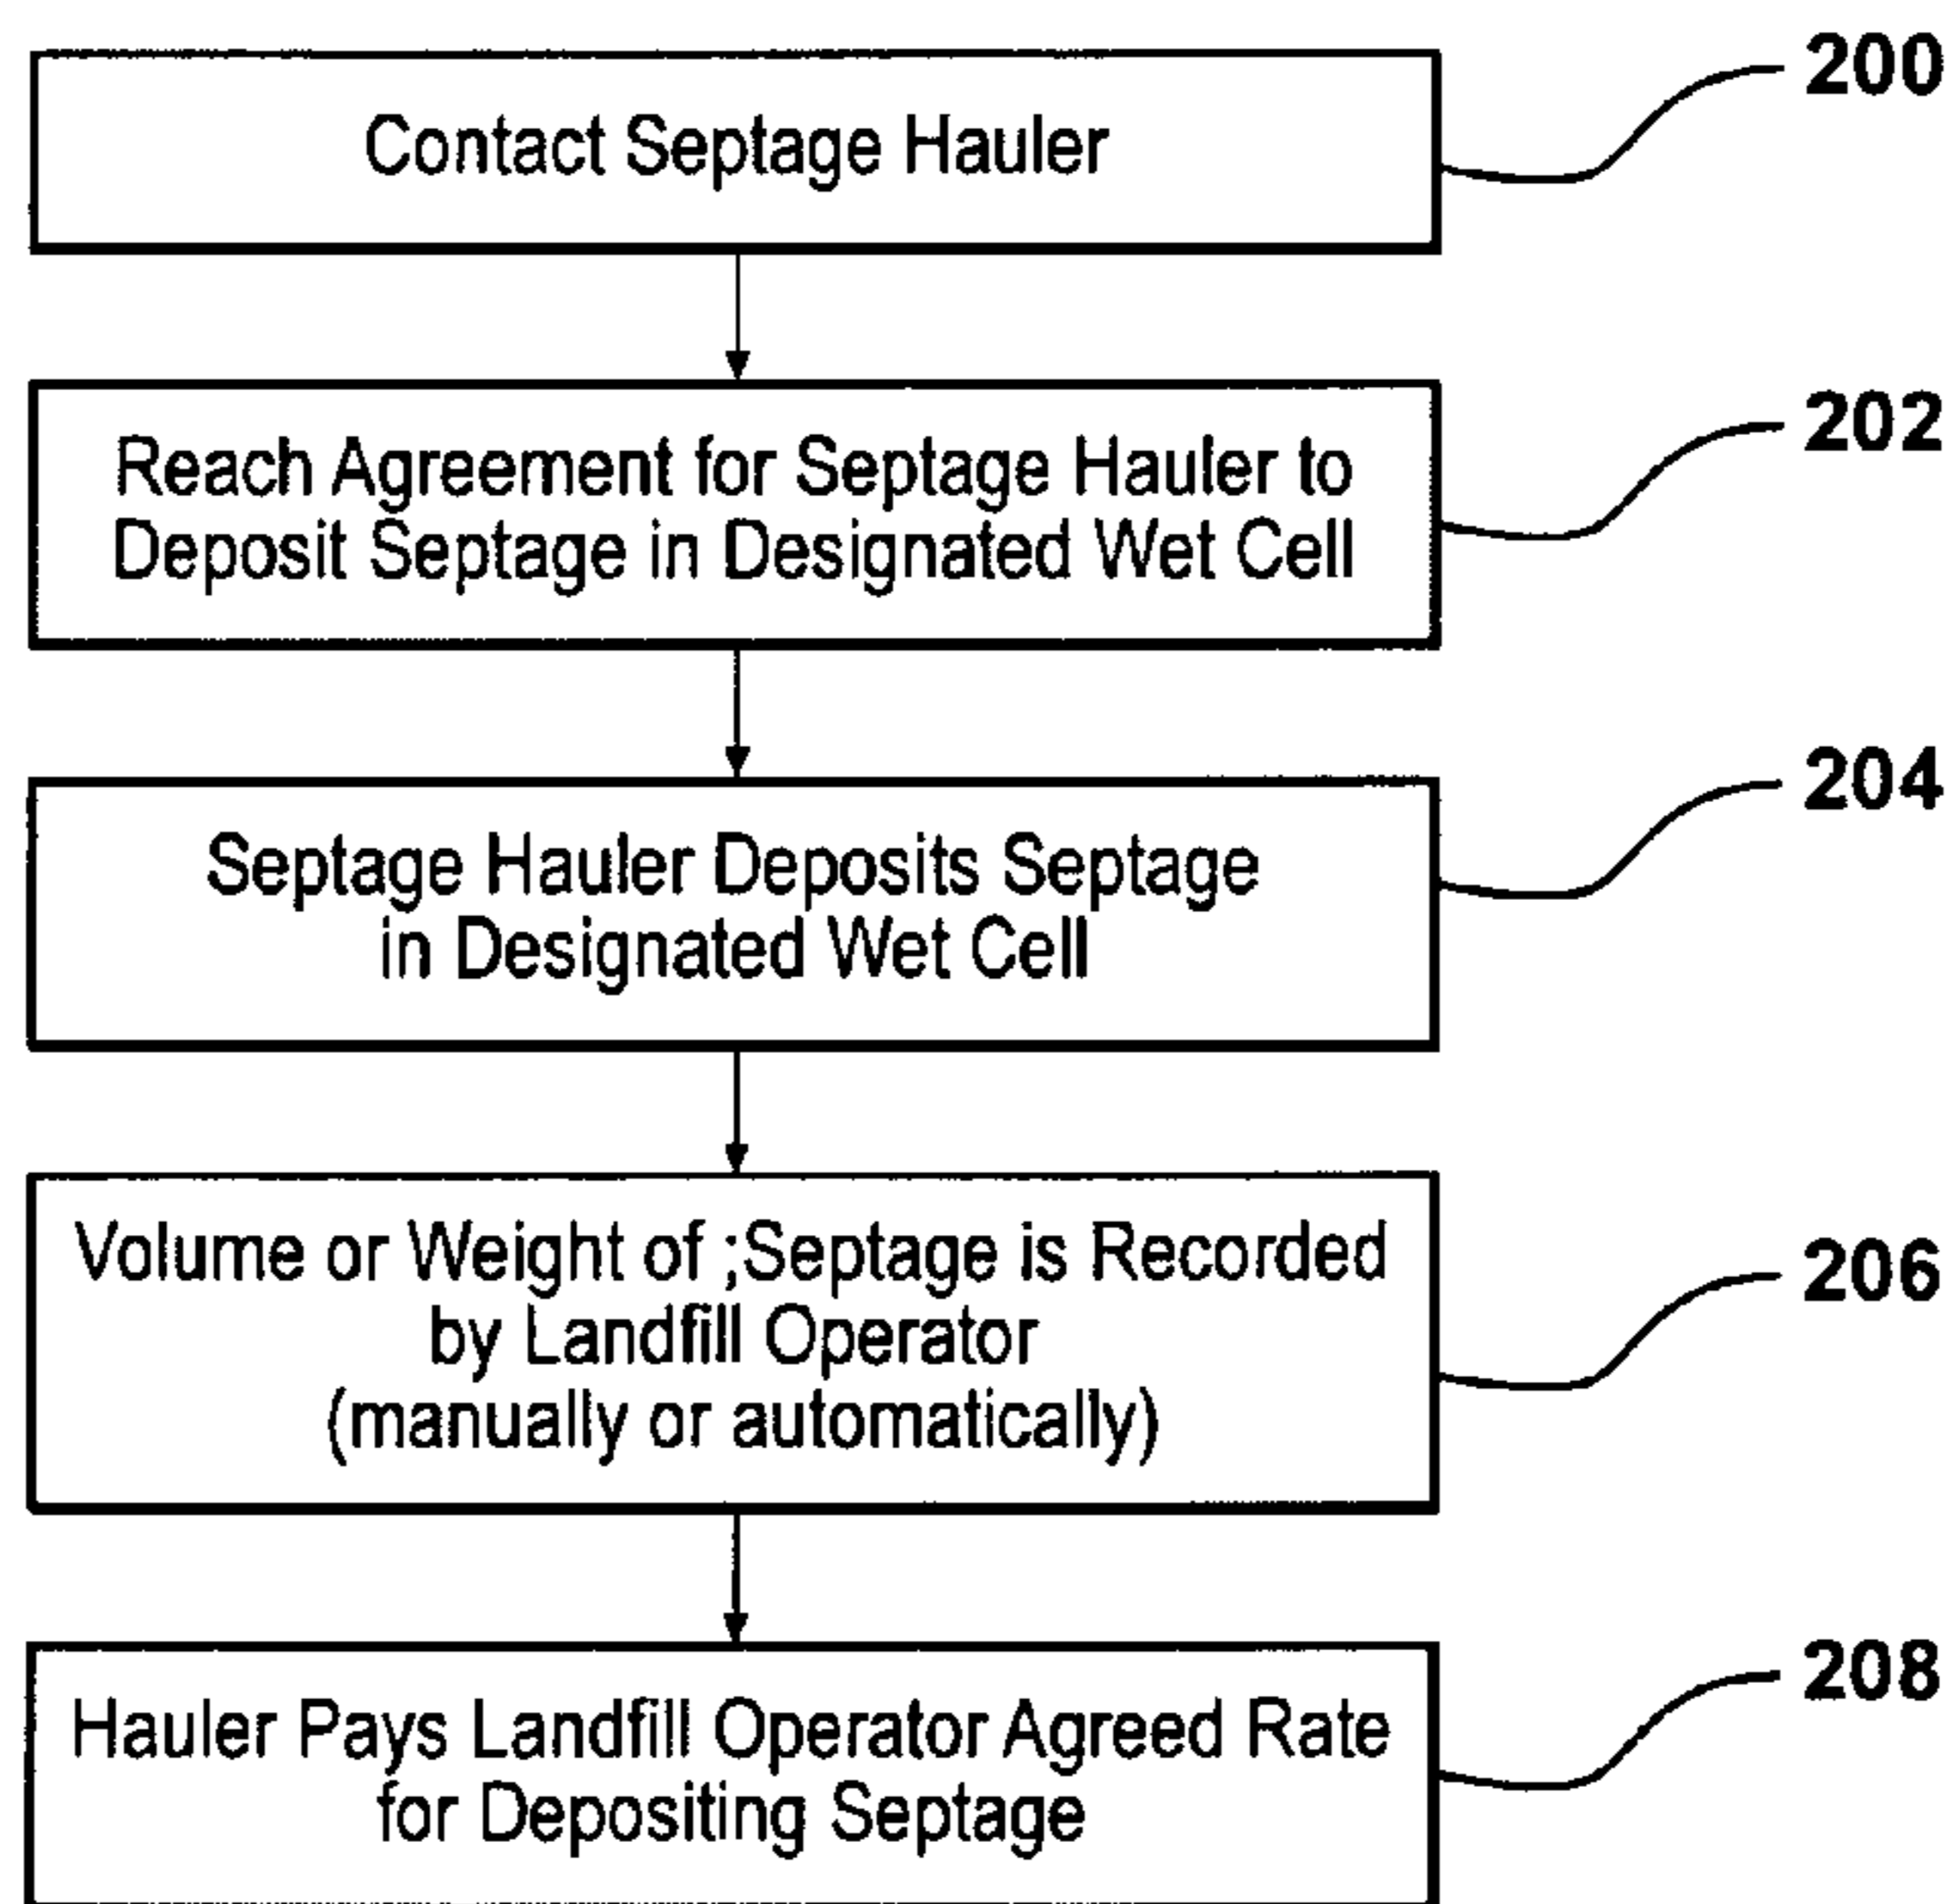 Contact Septage Hauler
200
Reach Agreement for Septage Hauler to
Deposit Septage in Designated Wet Cell
202
Septage Hauler Deposits Septage
in Designated Wet Cell
204
Volume or Weight of ;Septage is Recorded
by Landfill Operator
(manually or automatically)
206
Hauler Pays Landfill Operator Agreed Rate
for Depositing Septage
208